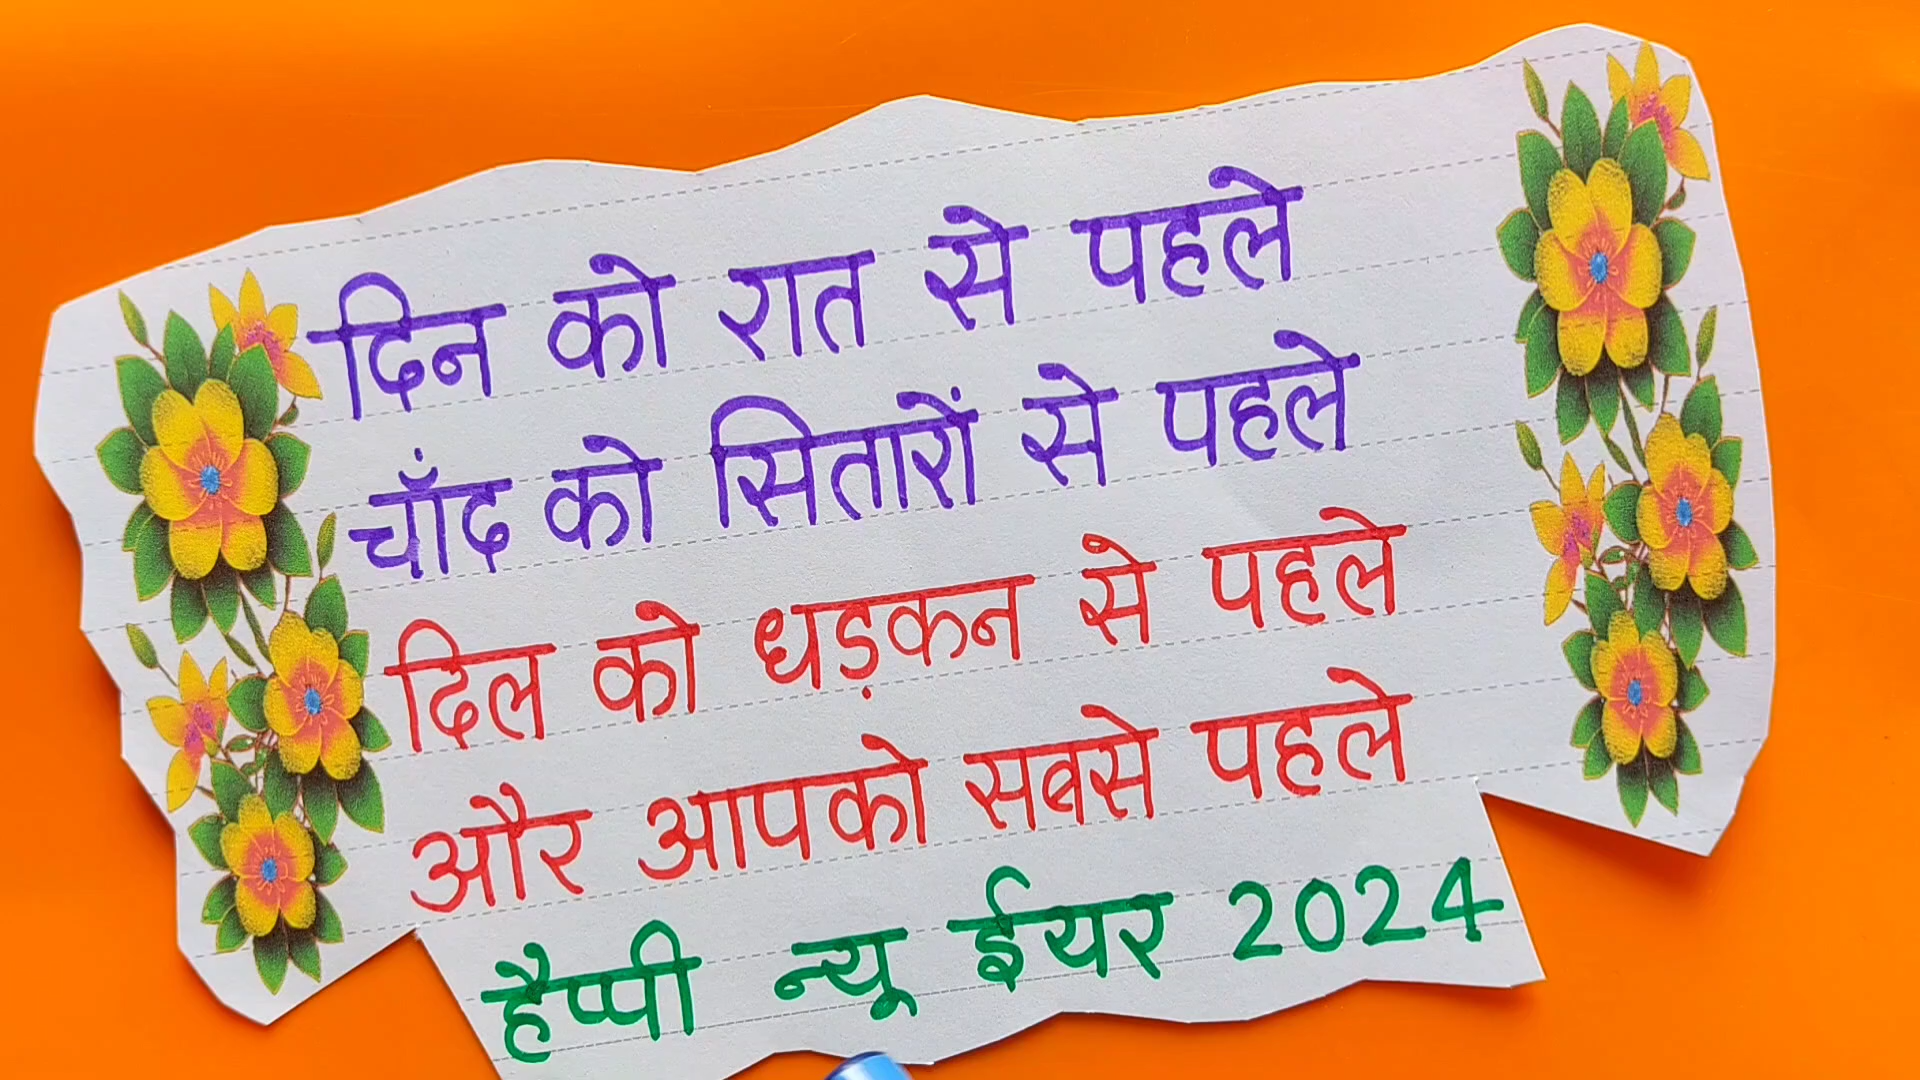 दिन को रात से पहले
चाँद को सितारों से पहले
दिल को धड़कन से पहले
और आपको सबसे पहले
हैप्पी न्यू ईयर 2024